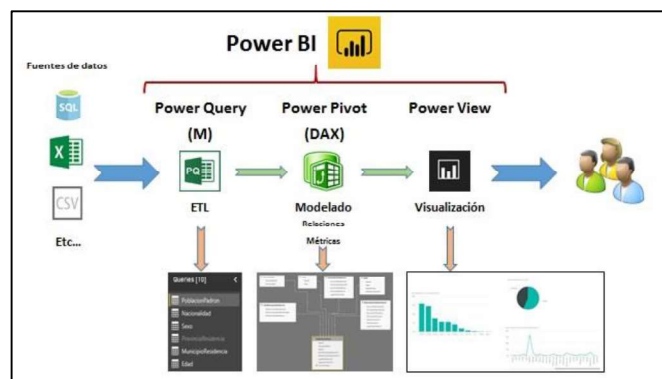 Power BI
Fuentes de datos
SQL
X
CSV
Etc...
Power Query
(M)
PQ
ETL
Power Pivot
(DAX)
Modelado
Relaciones
Métricas
Power View
Visualización
Queries [10]
PoblacionPadron
Nacionalidad
Sexo
ProvinciaResidencia
MunicipioResidencia
Edad